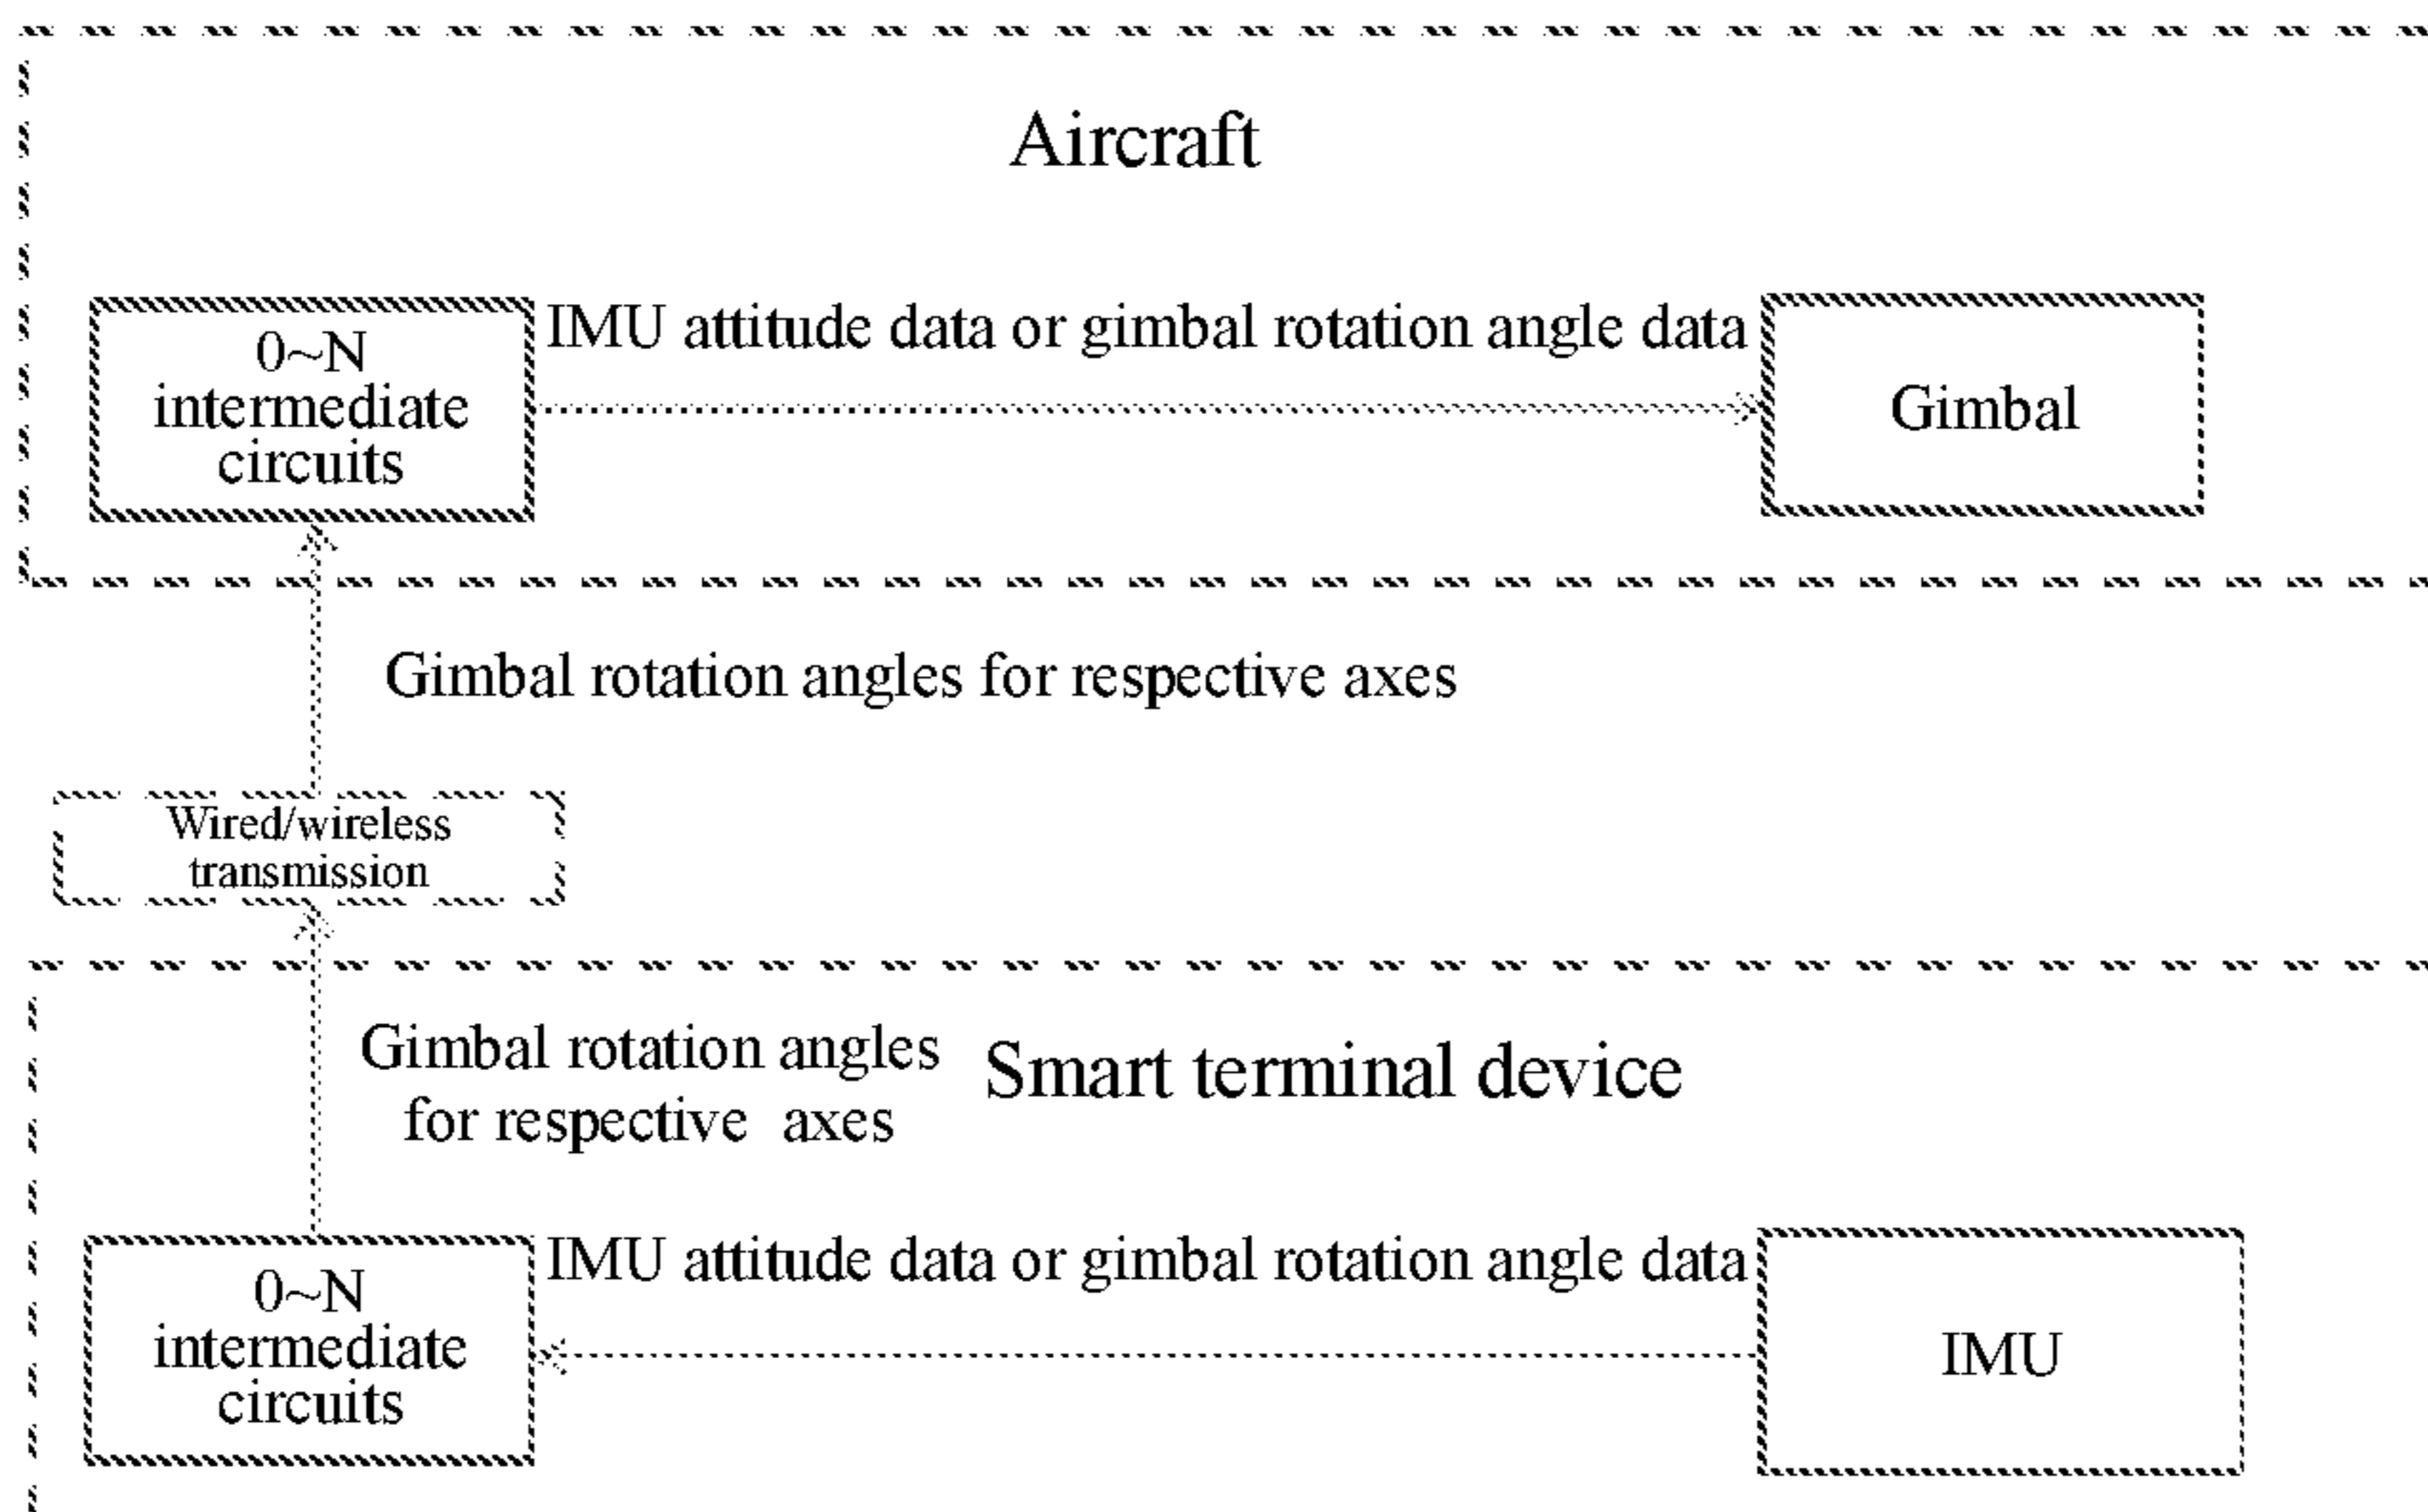 Aircraft
0~N
intermediate
circuits
IMU attitude data or gimbal rotation angle data
Gimbal
Gimbal rotation angles for respective axes
Wired/wireless
transmission
Gimbal rotation angles
for respective axes
Smart terminal device
0~N
intermediate
circuits
IMU attitude data or gimbal rotation angle data
IMU